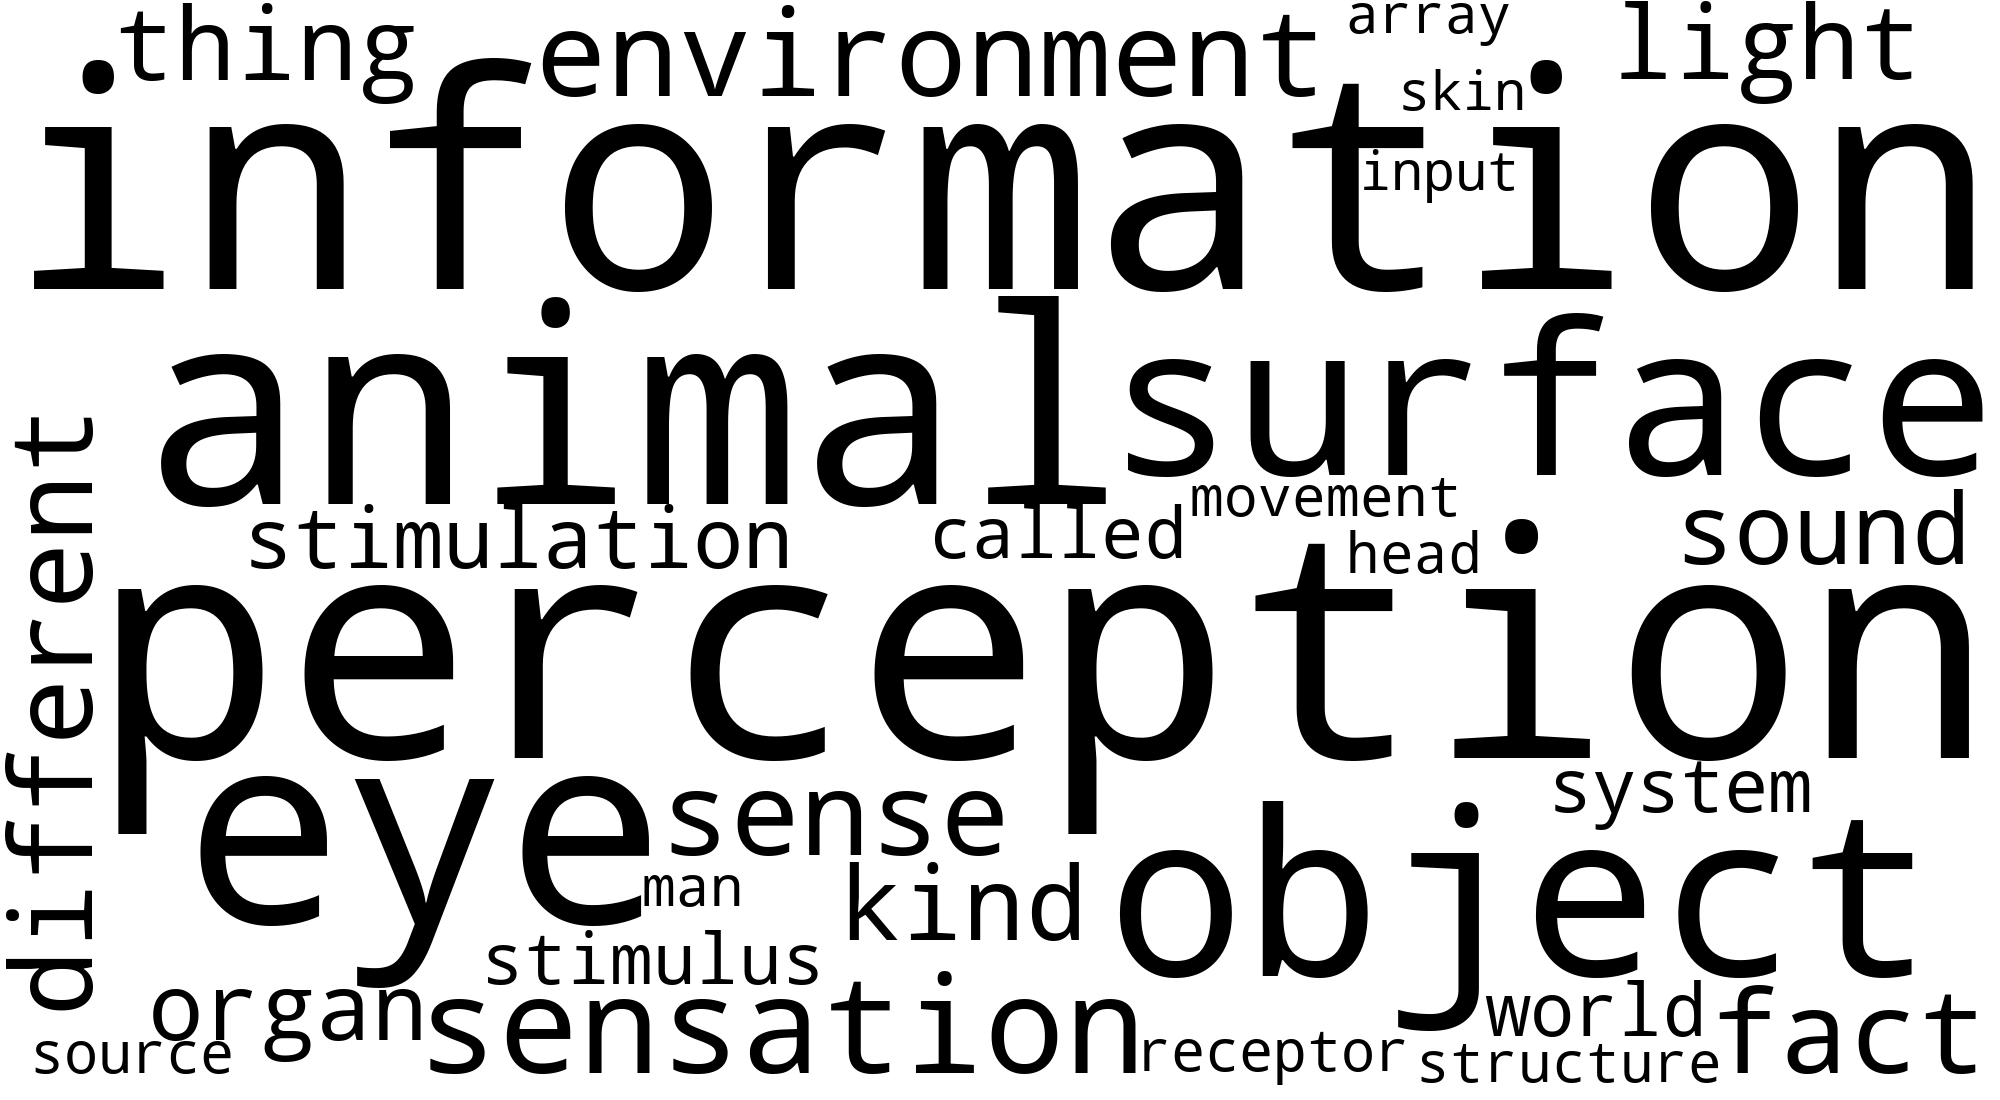 thing environment array light
skin
information
input
animal surface
different
movement
stimulation called head sound
perception
eye sense system
man kind object
stimulus
organ sensation world fact
source receptor structure